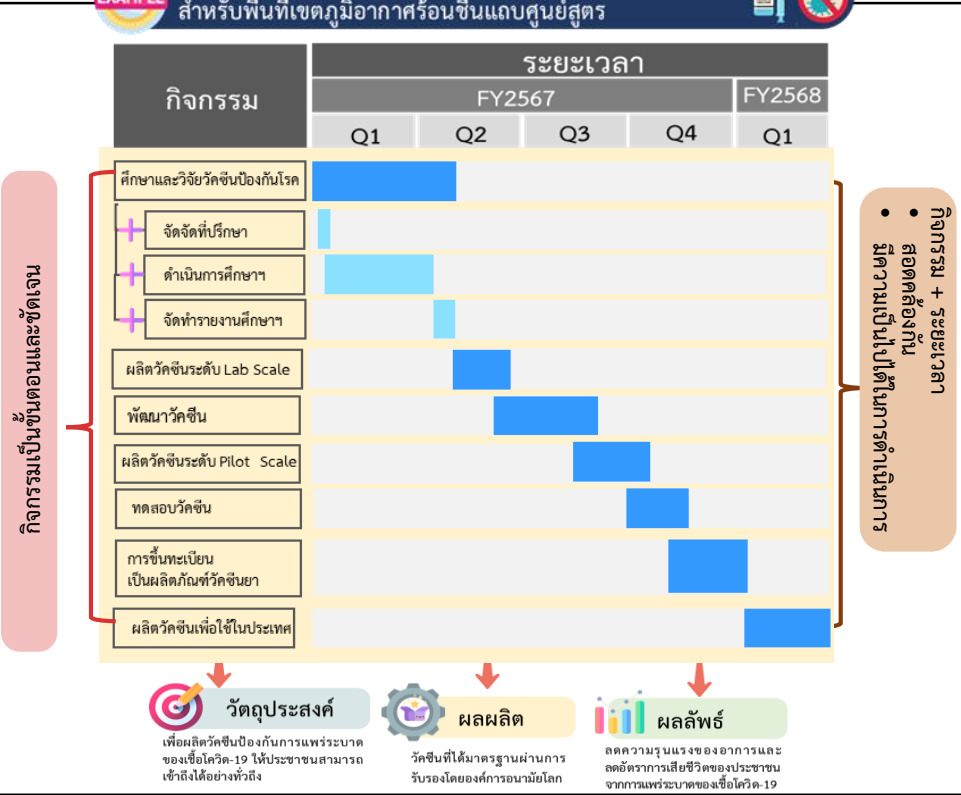 EXAMPLE
สำหรับพื้นที่เขตภูมิอากาศร้อนชื้นแถบศูนย์สูตร
กิจกรรม
ระยะเวลา
FY2567
FY2568
Q1
Q2
Q3
Q4
Q1
กิจกรรมเป็นขั้นตอนและชัดเจน
ศึกษาและวิจัยวัคซีนป้องกันโรค
จัดจัดที่ปรึกษา
ดำเนินการศึกษาฯ
จัดทำรายงานศึกษาฯ
ผลิตวัคซีนระดับ Lab Scale
พัฒนาวัคซีน
ผลิตวัคซีนระดับ Pilot Scale
ทดสอบวัคซีน
การขึ้นทะเบียน
เป็นผลิตภัณฑ์วัคซีนยา
ผลิตวัคซีนเพื่อใช้ในประเทศ
กิจกรรม + ระยะเวลา
• สอดคล้องกัน
• มีความเป็นไปได้ในการดำเนินการ
วัตถุประสงค์
เพื่อผลิตวัคซีนป้องกันการแพร่ระบาด
ของเชื้อโควิด-19 ให้ประชาชนสามารถ
เข้าถึงได้อย่างทั่วถึง
ผลผลิต
วัคซีนที่ได้มาตรฐานผ่านการ
รับรองโดยองค์การอนามัยโลก
ผลลัพธ์
ลดความรุนแรงของอาการและ
ลดอัตราการเสียชีวิตของประชาชน
จากการแพร่ระบาดของเชื้อโควิด-19